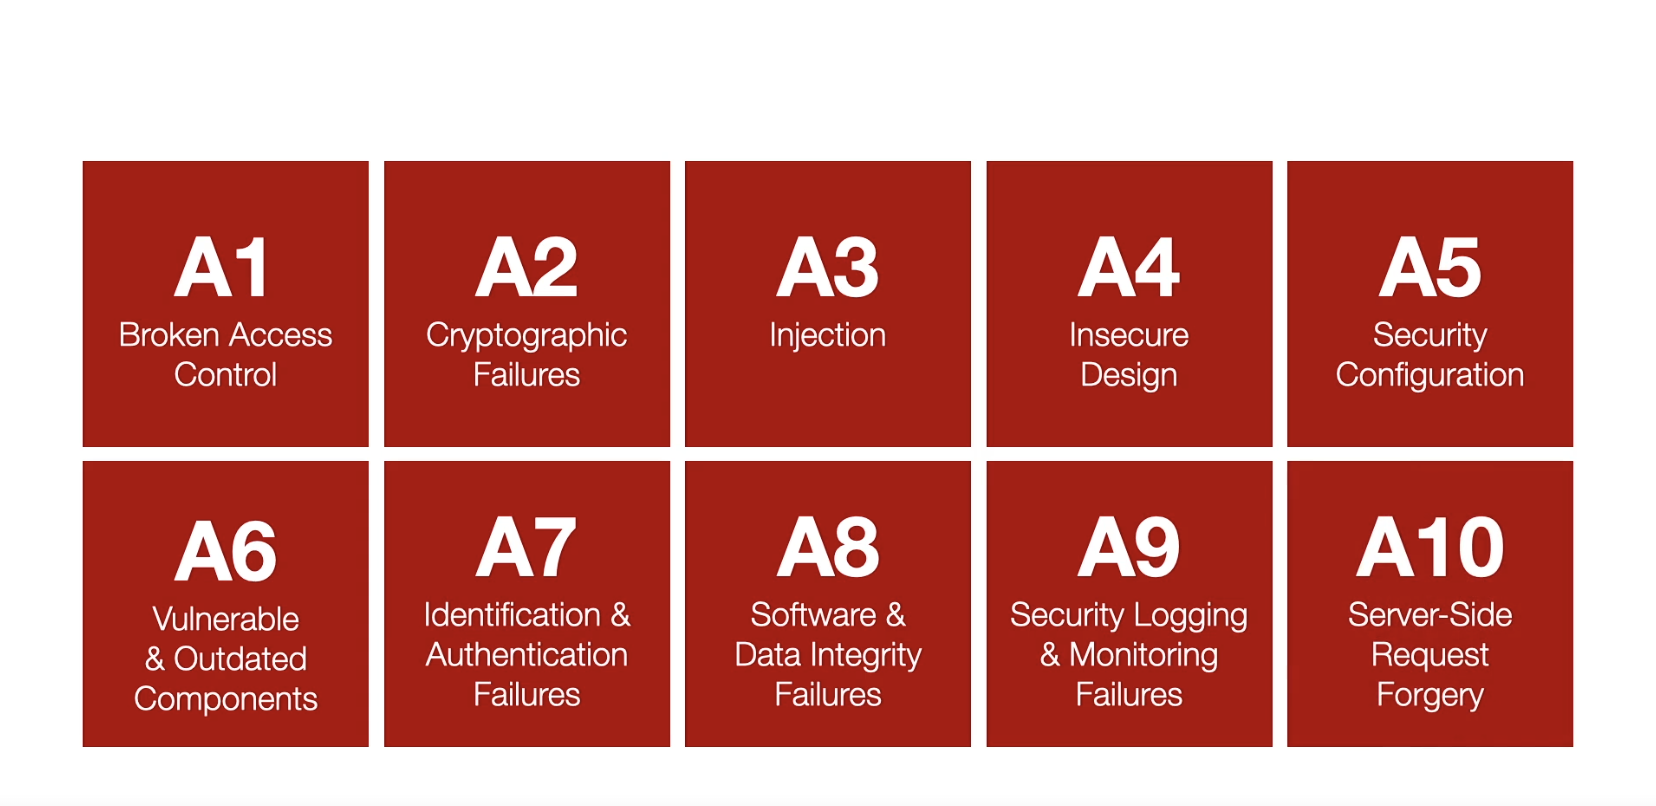 A1
Broken Access
Control
A2
Cryptographic
Failures
A3
Injection
A4
Insecure
Design
A5
Security
Configuration
A6
Vulnerable
& Outdated
Components
A7
Identification &
Authentication
Failures
A8
Software &
Data Integrity
Failures
A9
Security Logging
& Monitoring
Failures
A10
Server-Side
Request
Forgery